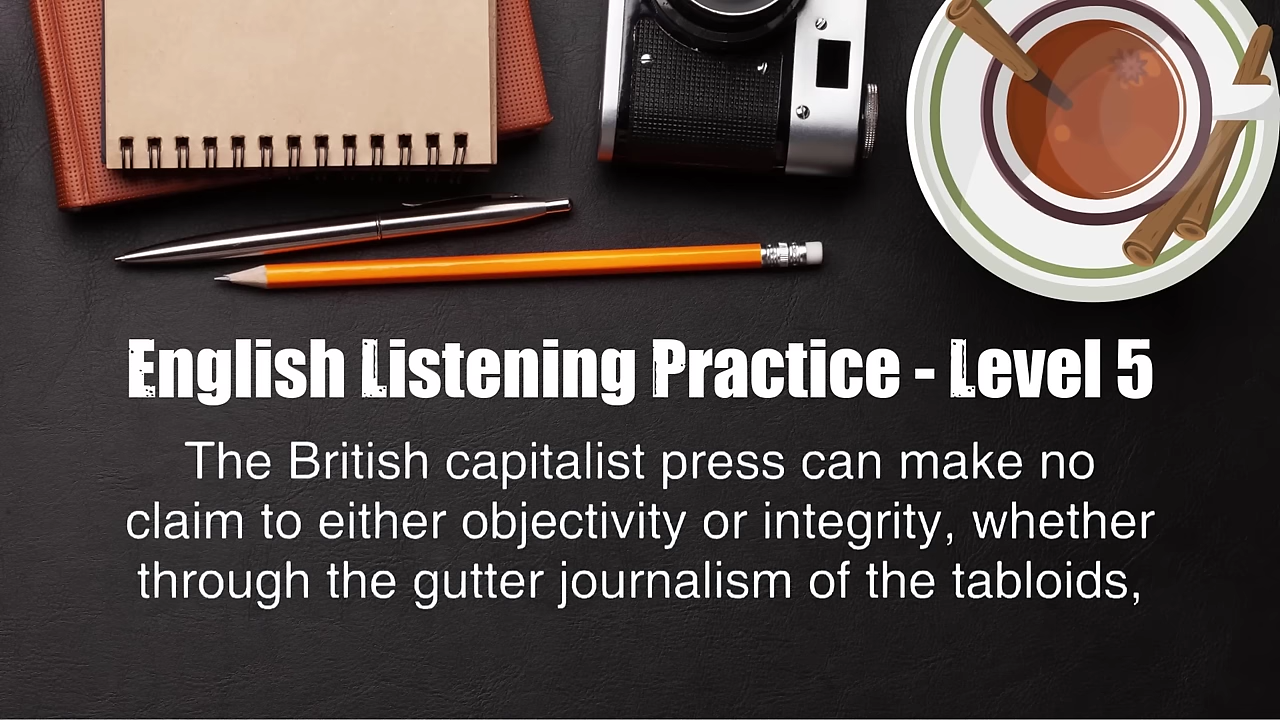 English Listening Practice - Level 5
The British capitalist press can make no
claim to either objectivity or integrity, whether
through the gutter journalism of the tabloids,